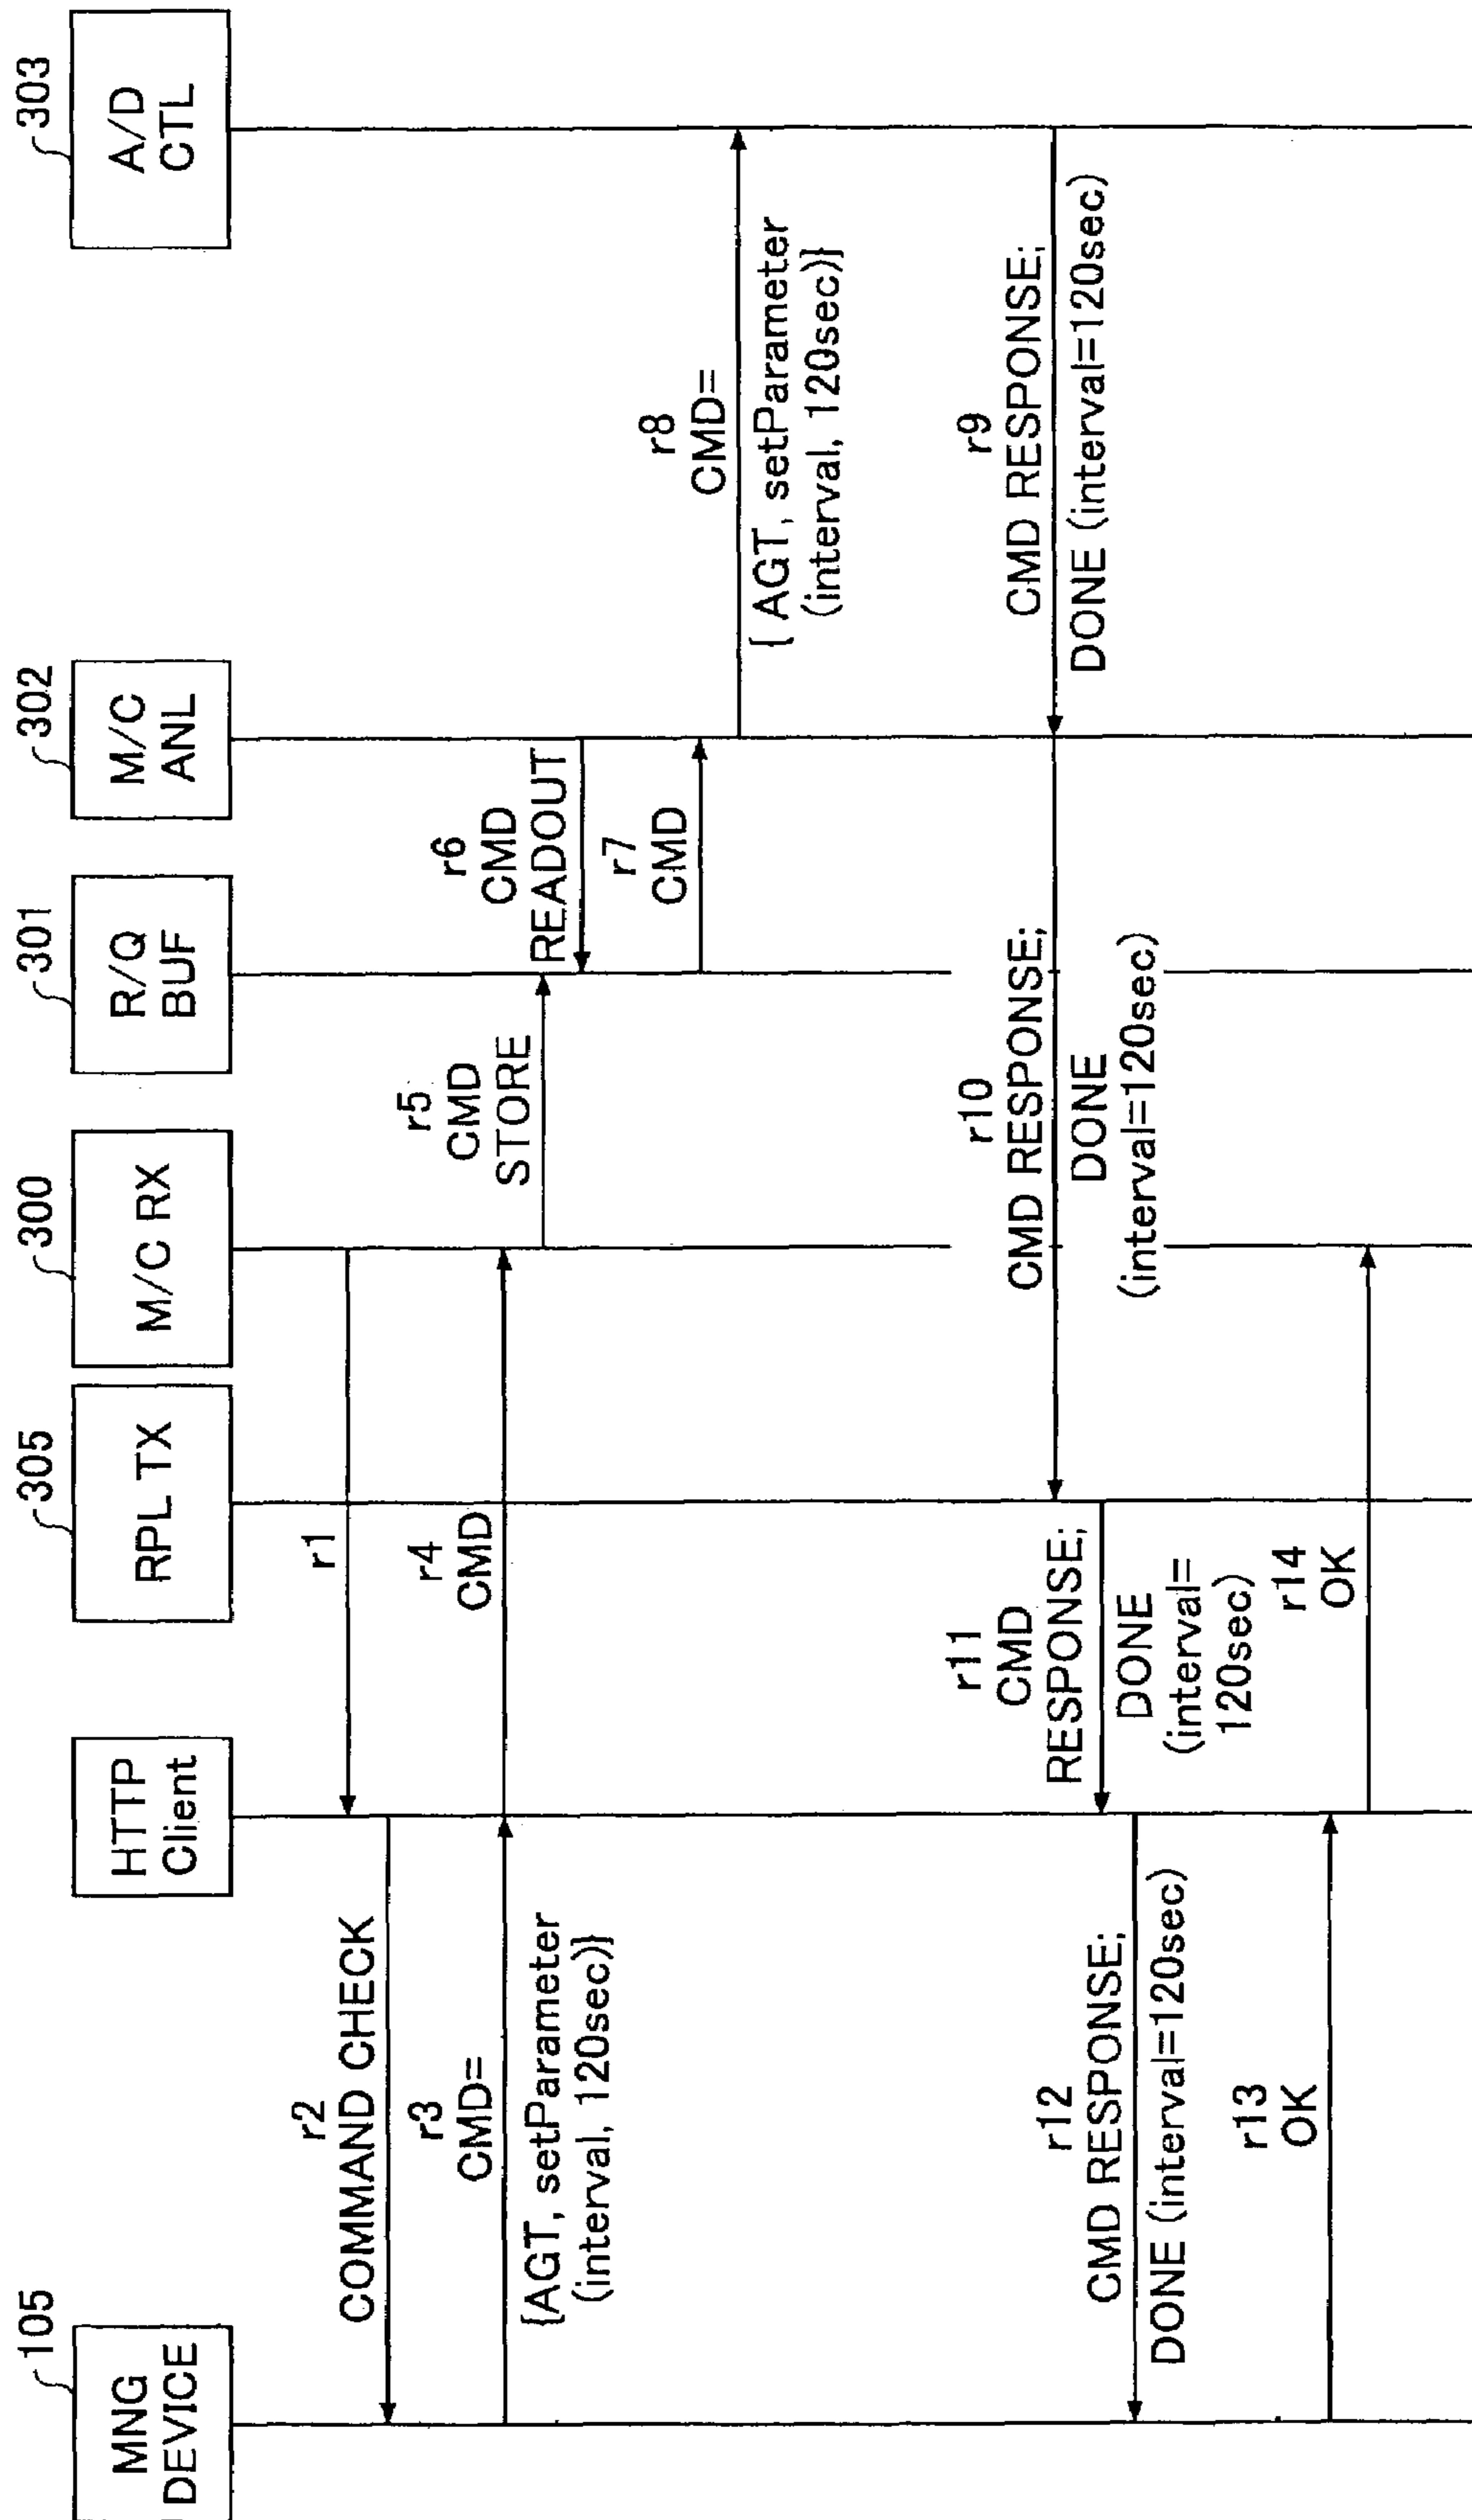 105
MNG
DEVICE
HTTP
Client
305
RPL TX
300
M/C RX
301
R/Q
BUF
302
M/C
ANL
303
A/D
CTL
r1
r2
COMMAND CHECK
r3
CMD=
{AGT, setParameter
(interval, 120sec)}
r4
CMD
r5
CMD
STORE
r6
CMD
READOUT
r7
CMD
r8
CMD=
{ AGT, setParameter
(interval, 120sec)}
r9
CMD RESPONSE;
DONE (interval=120sec)
r10
CMD RESPONSE;
DONE
(interval=120sec)
r11
CMD
RESPONSE;
DONE
(interval=
120sec)
r12
CMD RESPONSE;
DONE (interval=120sec)
r13
OK
r14
OK